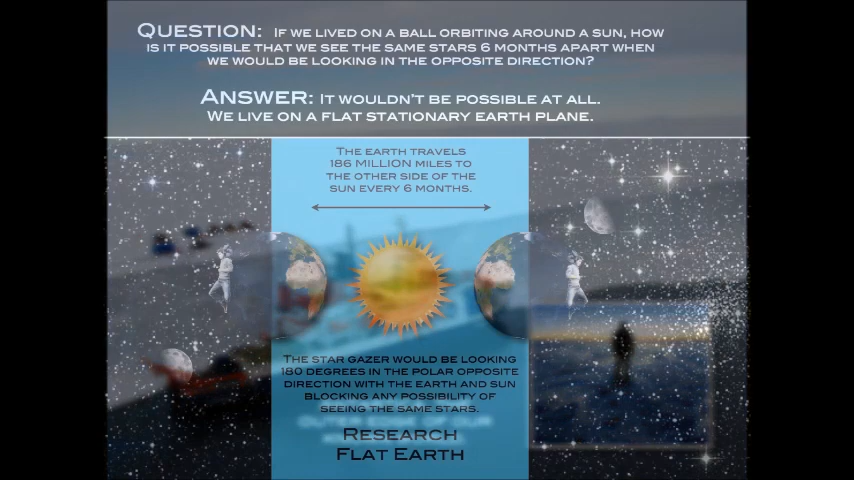 QUESTION: IF WE LIVED ON A BALL ORBITING AROUND A SUN, HOW
IS IT POSSIBLE THAT WE SEE THE SAME STARS 6 MONTHS APART WHEN
WE WOULD BE LOOKING IN THE OPPOSITE DIRECTION?
ANSWER: IT WOULDN'T BE POSSIBLE AT ALL.
WE LIVE ON A FLAT STATIONARY EARTH PLANE.
THE EARTH TRAVELS
186 MILLION MILES TO
THE OTHER SIDE OF THE
SUN EVERY 6 MONTHS.
THE STAR GAZER WOULD BE LOOKING
180 DEGREES IN THE POLAR OPPOSITE
DIRECTION WITH THE EARTH AND SUN
BLOCKING ANY POSSIBILITY OF
SEEING THE SAME STARS.
RESEARCH
FLAT EARTH